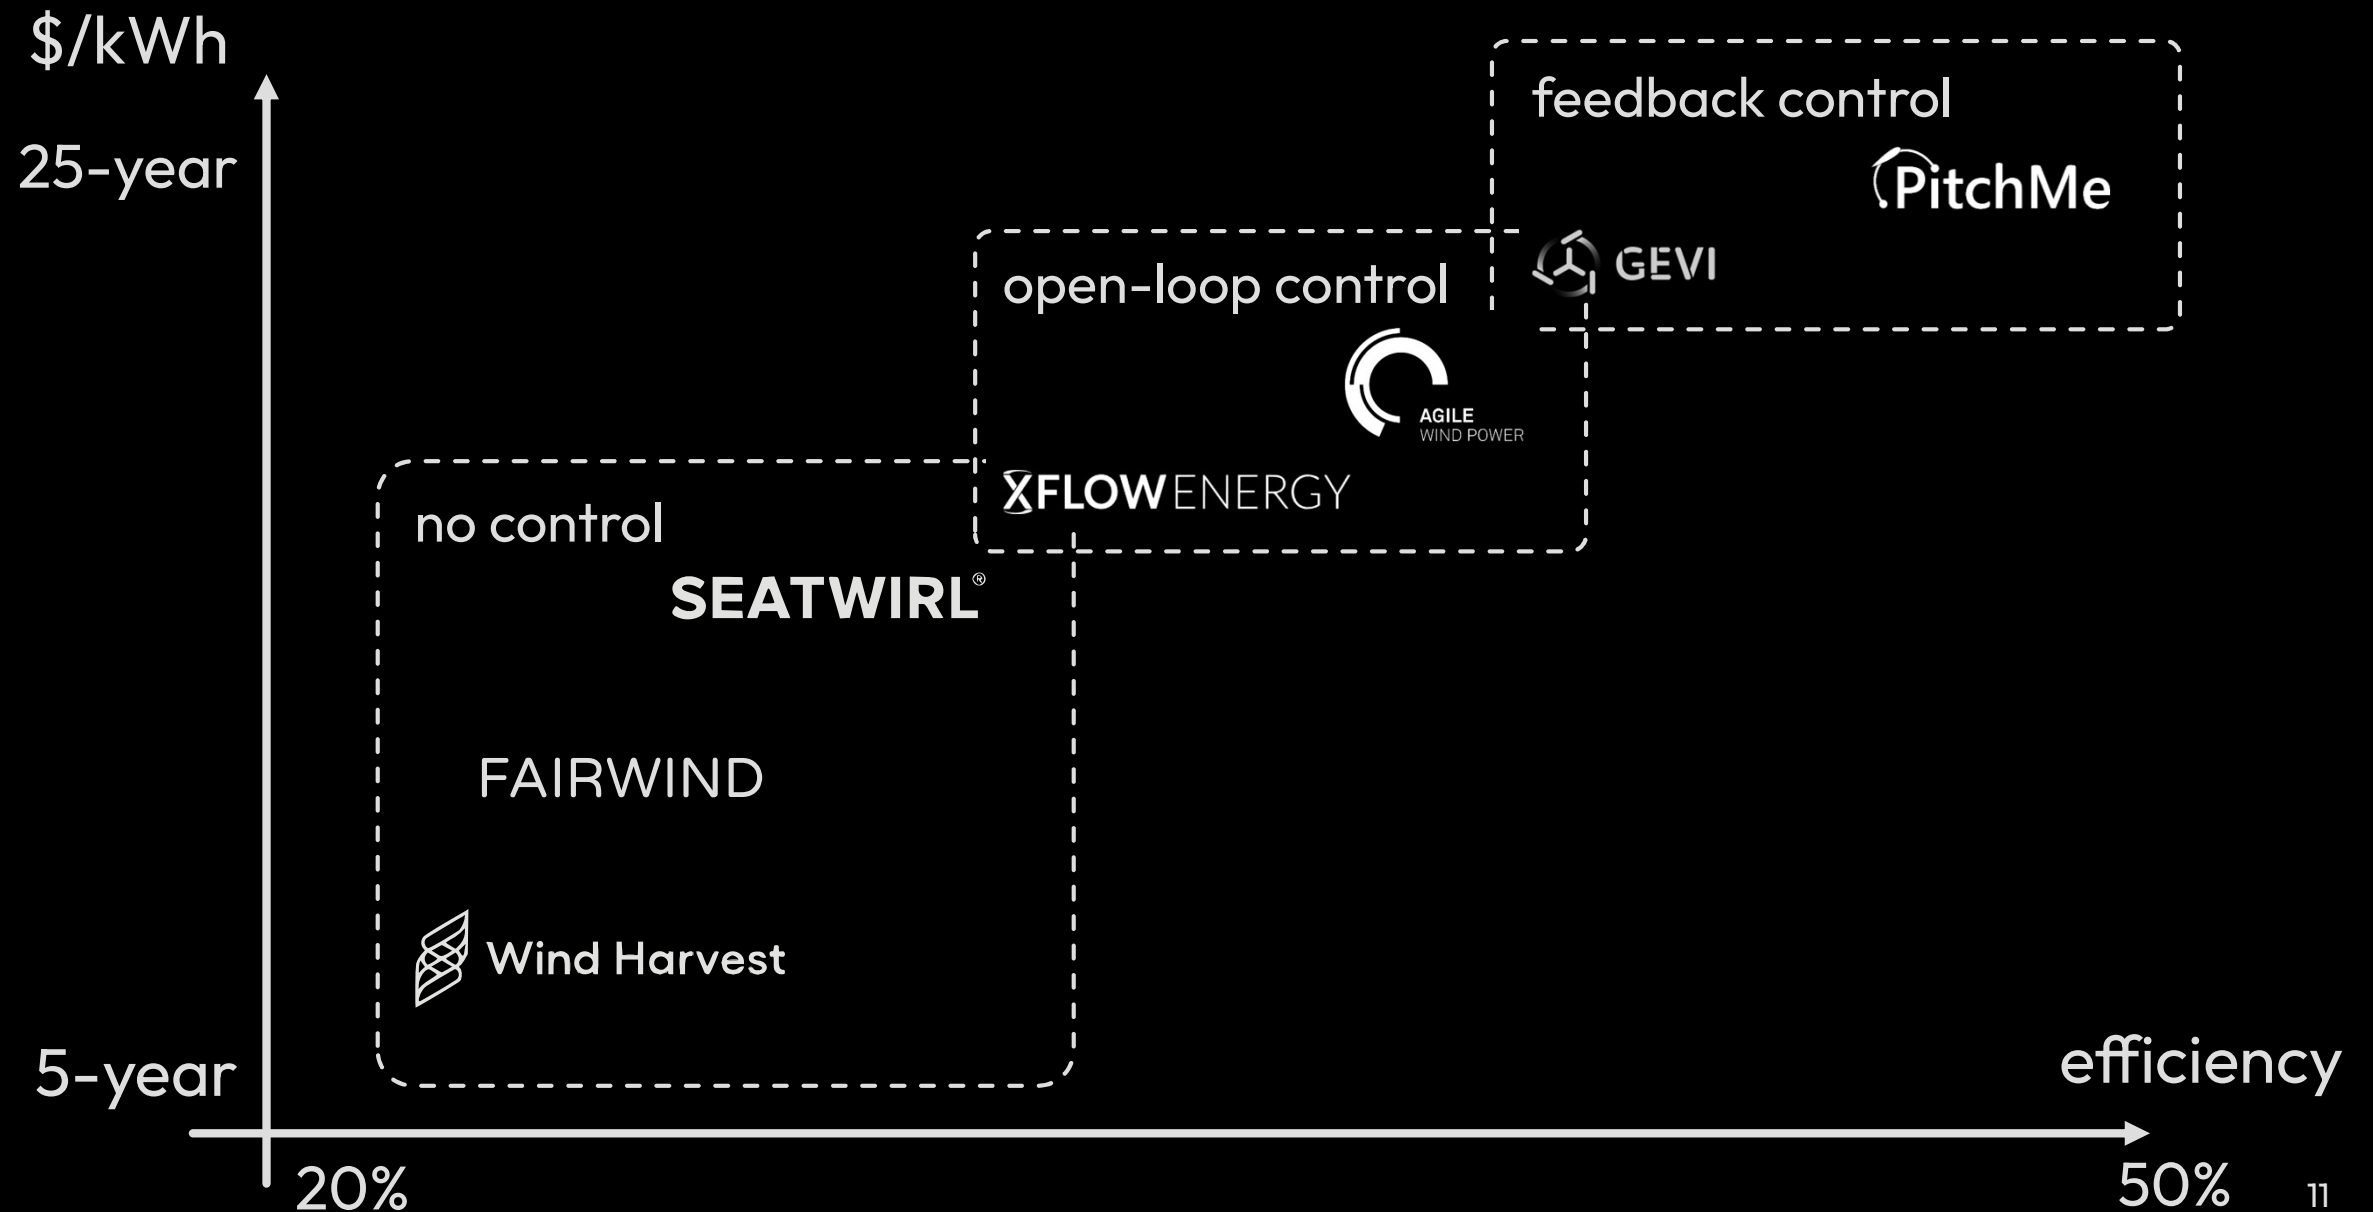 $/kWh
25-year
feedback control
PitchMe
GEVI
open-loop control
AGILE
WIND POWER
XFLOWENERGY
no control
SEATWIRL®
FAIRWIND
Wind Harvest
5-year
efficiency
20%
50%
11